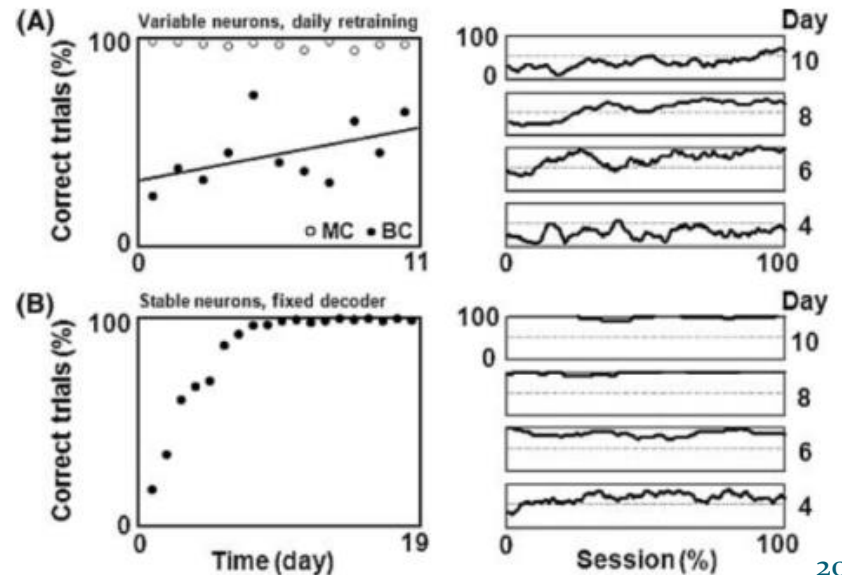 (A) Variable neurons, daily retraining
Day
Correct trials (%)
100
0
0
11
○ MC ● BC
100
0
10
8
6
4
0
100
(B) Stable neurons, fixed decoder
Day
Correct trials (%)
100
0
0
Time (day)
19
100
0
10
8
6
4
0
Session (%)
100